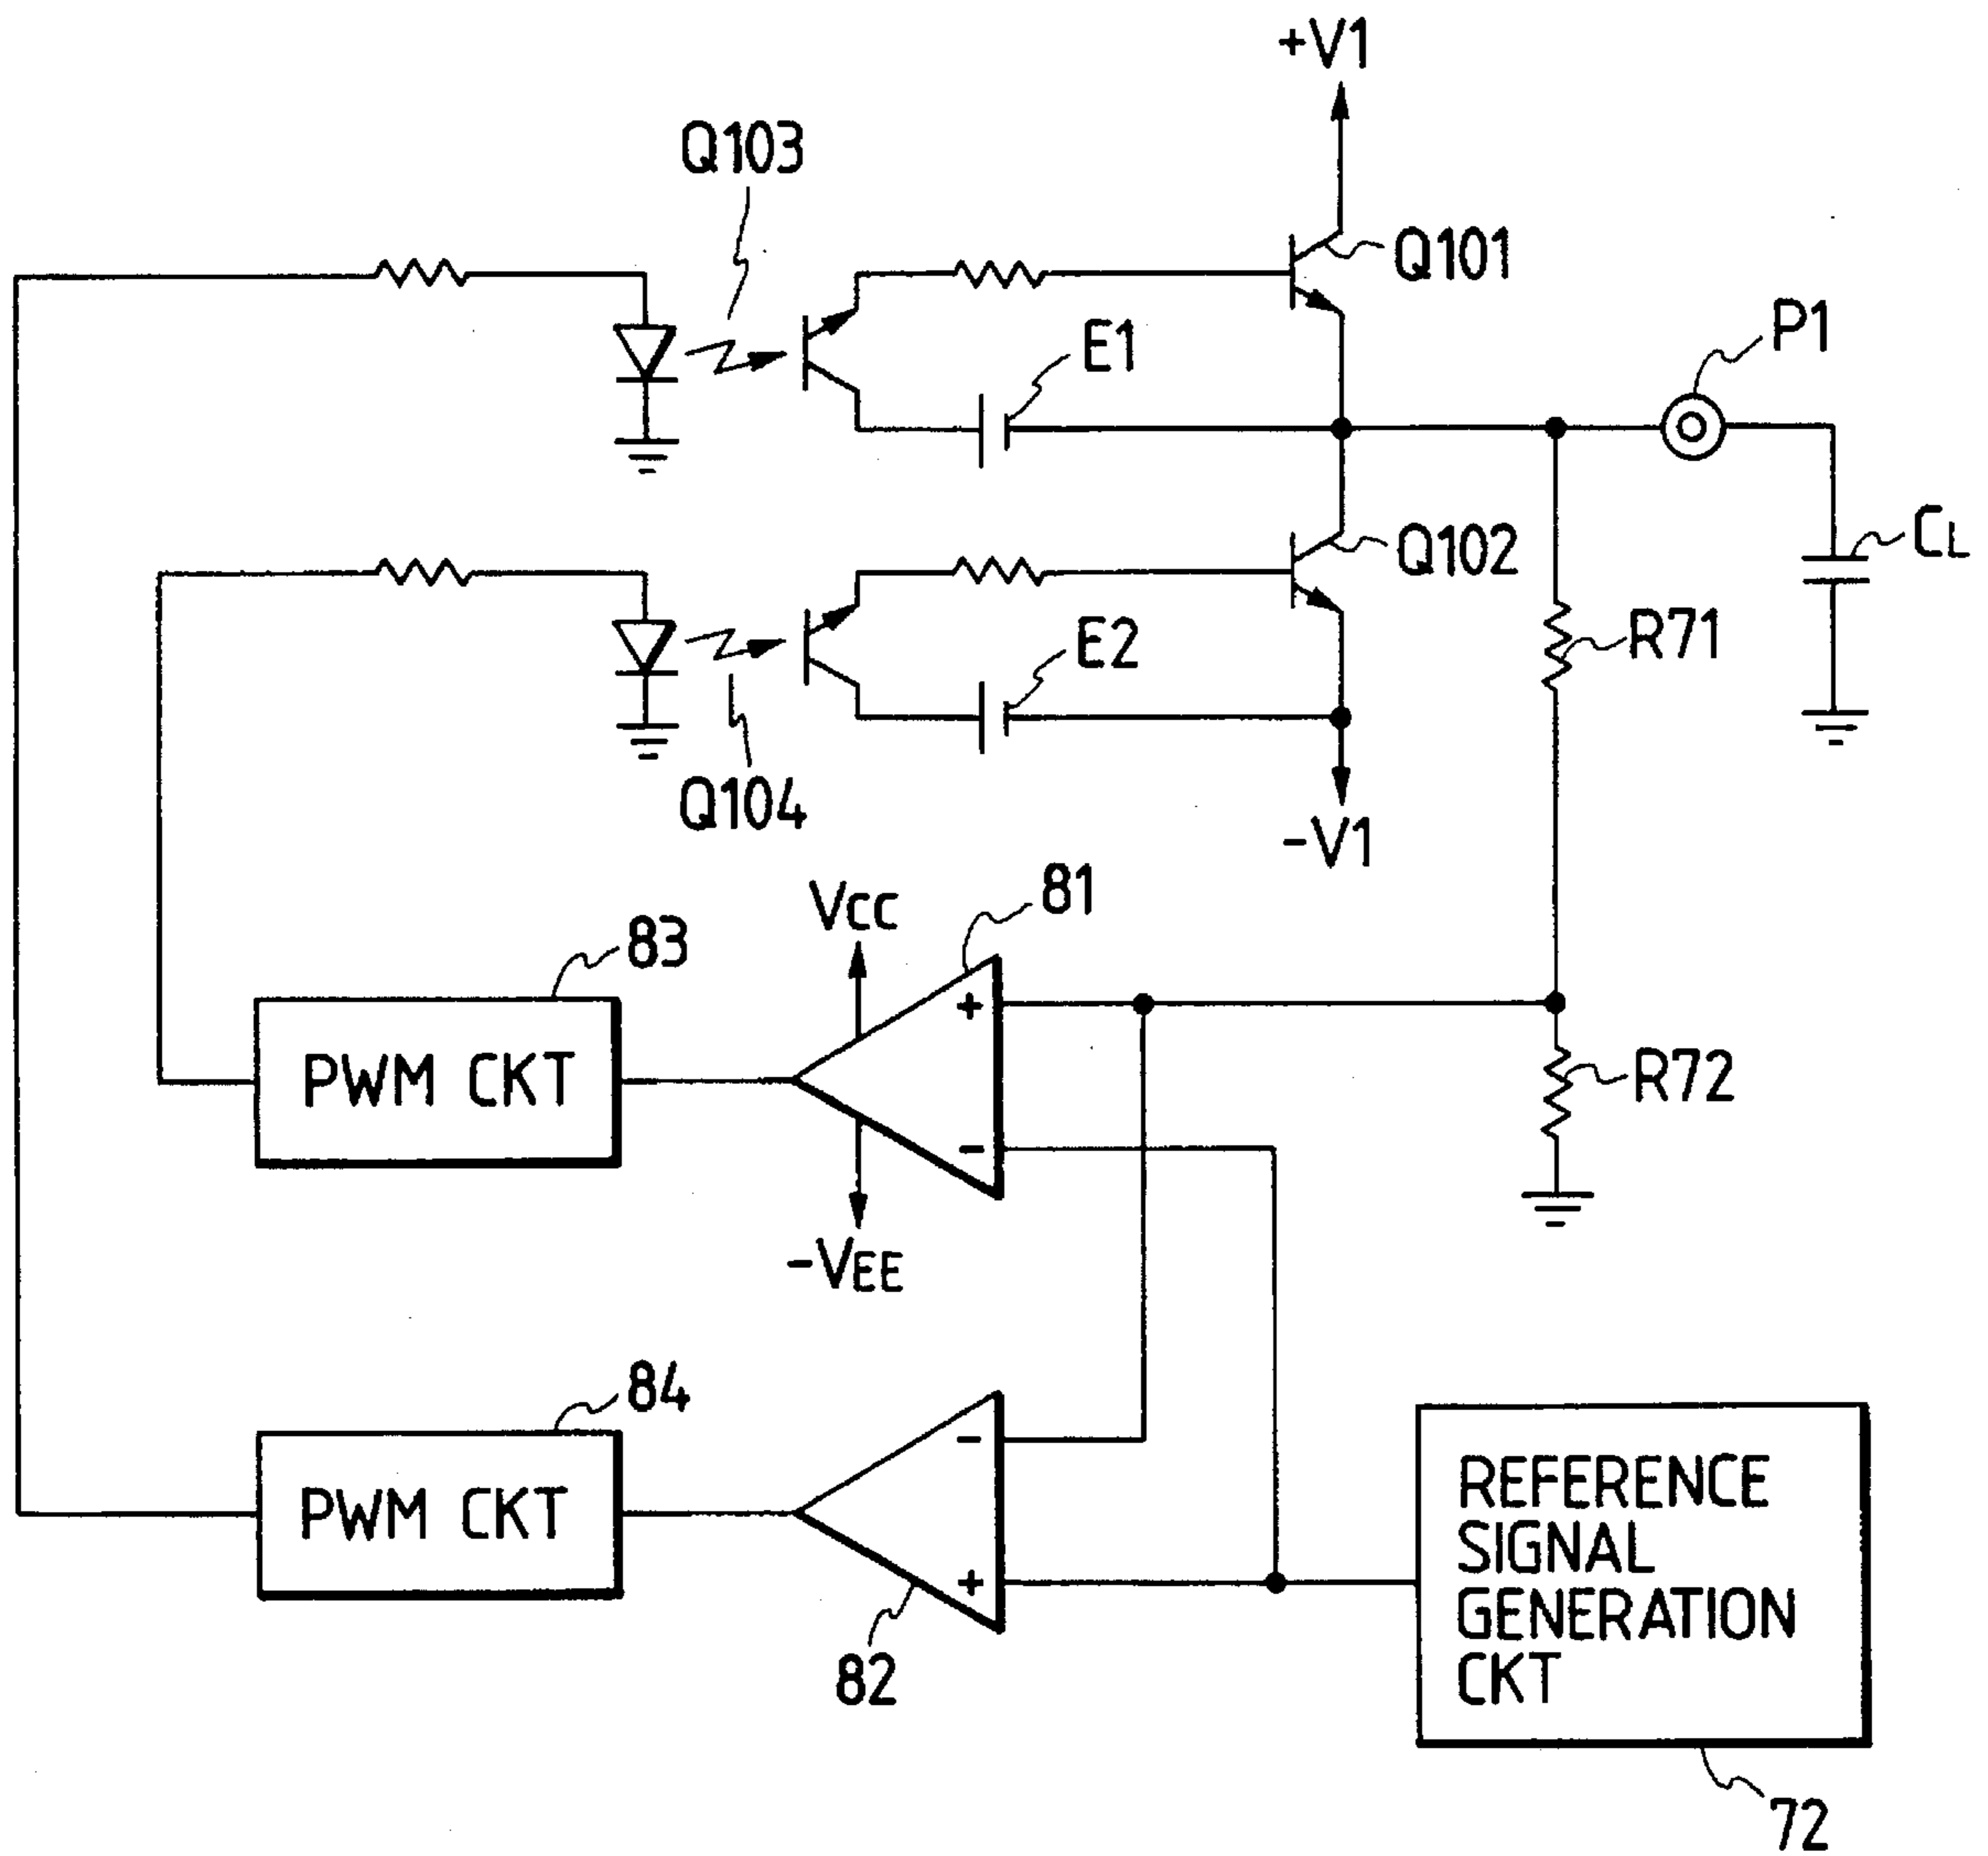 +V1
Q103
Q101
P1
E1
CL
Q102
R71
E2
Q104
-V1
81
VCC
83
+
PWM CKT
R72
-
-VEE
84
-
REFERENCE
SIGNAL
GENERATION
CKT
PWM CKT
+
82
72